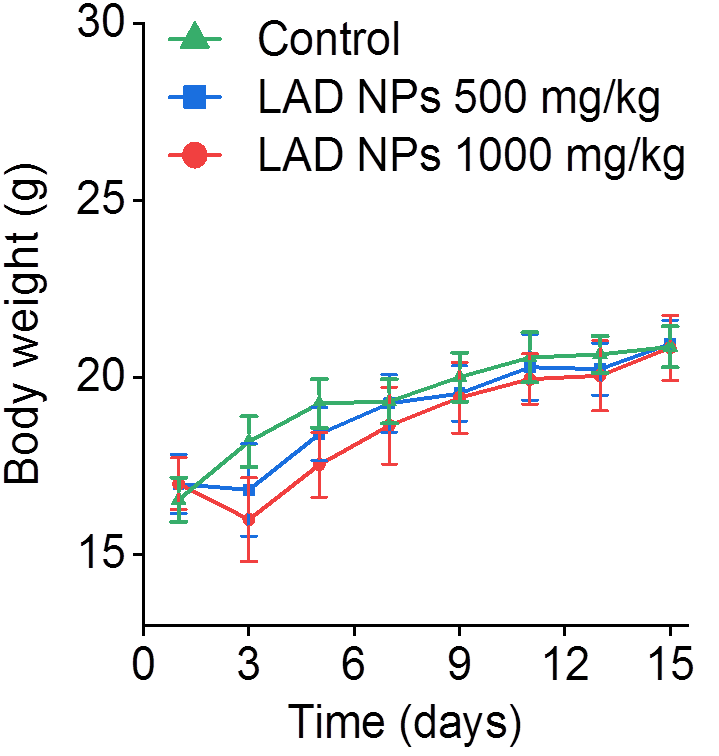 30
25
20
15
Body weight (g)
Control
LAD NPs 500 mg/kg
LAD NPs 1000 mg/kg
0 3 6 9 12 15
Time (days)